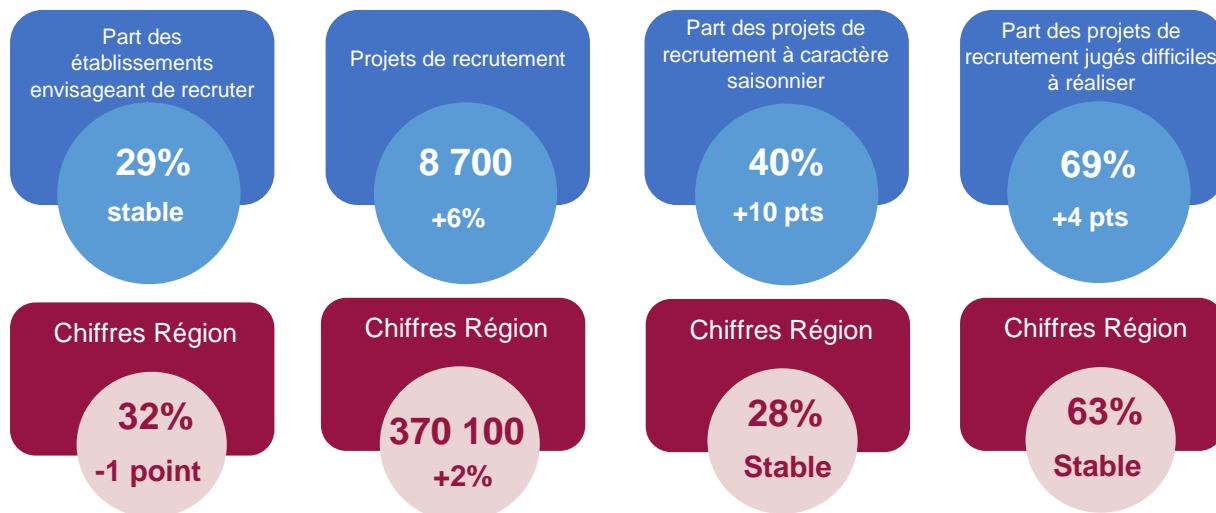 Part des
établissements
envisageant de recruter
29%
stable
Projets de recrutement
8 700
+6%
Part des projets de
recrutement à caractère
saisonnier
40%
+10 pts
Part des projets de
recrutement jugés difficiles
à réaliser
69%
+4 pts
Chiffres Région
32%
-1 point
Chiffres Région
370 100
+2%
Chiffres Région
28%
Stable
Chiffres Région
63%
Stable